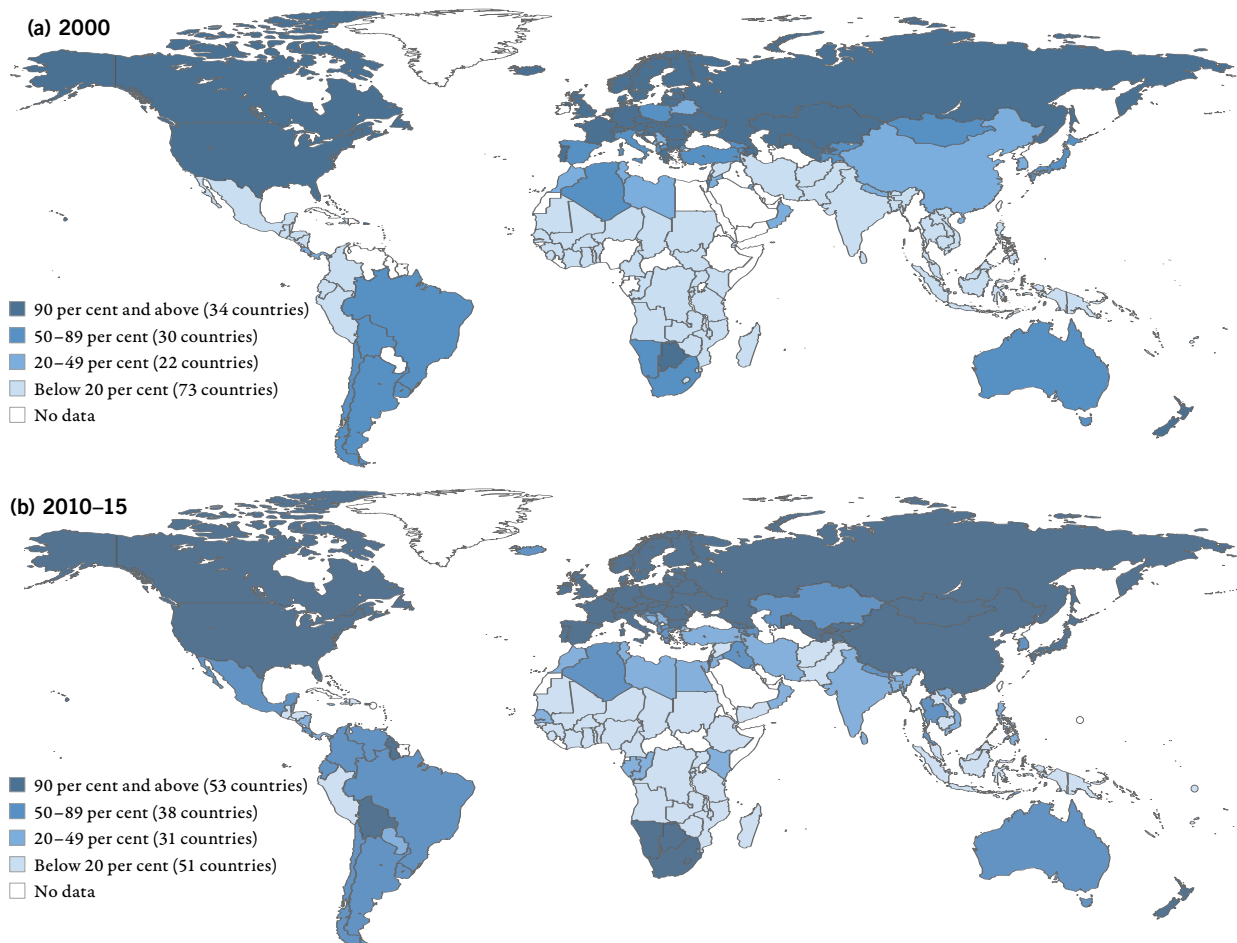 (a) 2000
90 per cent and above (34 countries)
50–89 per cent (30 countries)
20–49 per cent (22 countries)
Below 20 per cent (73 countries)
No data
(b) 2010–15
90 per cent and above (53 countries)
50–89 per cent (38 countries)
20–49 per cent (31 countries)
Below 20 per cent (51 countries)
No data